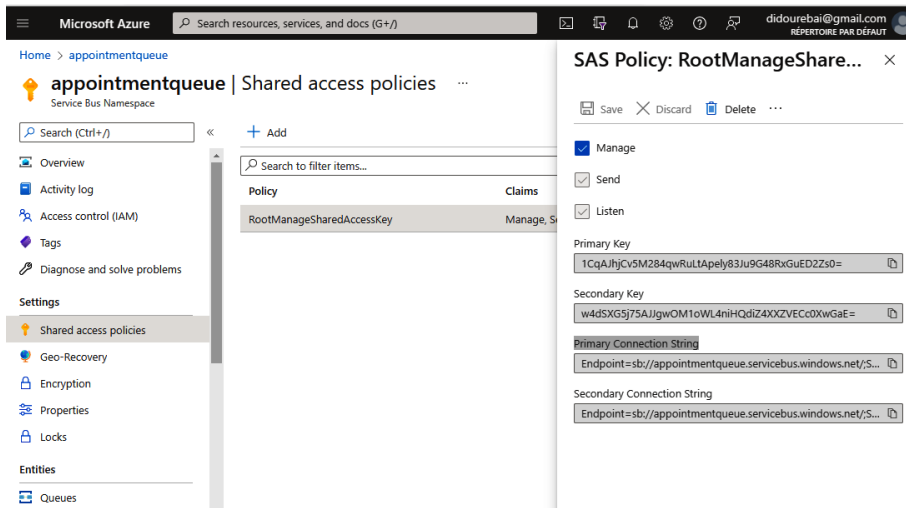 Microsoft Azure
Search resources, services, and docs (G+/)
didourebai@gmail.com
RÉPERTOIRE PAR DÉFAUT
Home > appointmentqueue
appointmentqueue | Shared access policies ...
Service Bus Namespace
Search (Ctrl+/)
«
Overview
Activity log
Access control (IAM)
Tags
Diagnose and solve problems
Settings
Shared access policies
Geo-Recovery
Encryption
Properties
Locks
Entities
Queues
+ Add
Search to filter items...
Policy Claims
RootManageSharedAccessKey Manage, S
SAS Policy: RootManageShare...
Save Discard Delete ...
Manage
Send
Listen
Primary Key
1CqAJhjCv5M284qwRuLtApely83Ju9G48RxGuED2Zs0=
Secondary Key
w4dSXG5j75AJJgwOM1oWL4niHQdiZ4XXZVECc0XwGaE=
Primary Connection String
Endpoint=sb://appointmentqueue.servicebus.windows.net/;S...
Secondary Connection String
Endpoint=sb://appointmentqueue.servicebus.windows.net/;S...